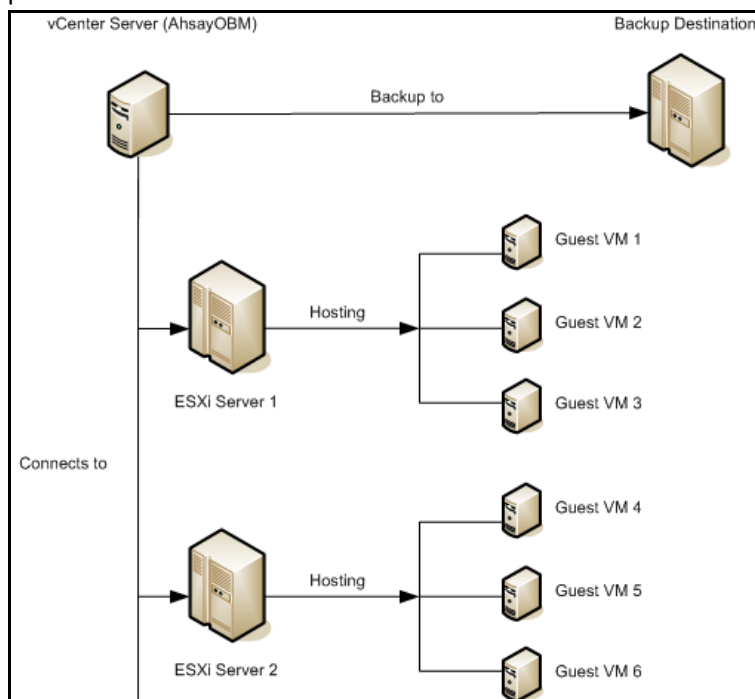 vCenter Server (AhsayOBM)
Backup Destination
Backup to
Guest VM 1
Hosting
Guest VM 2
ESXi Server 1
Guest VM 3
Connects to
Guest VM 4
Hosting
Guest VM 5
ESXi Server 2
Guest VM 6